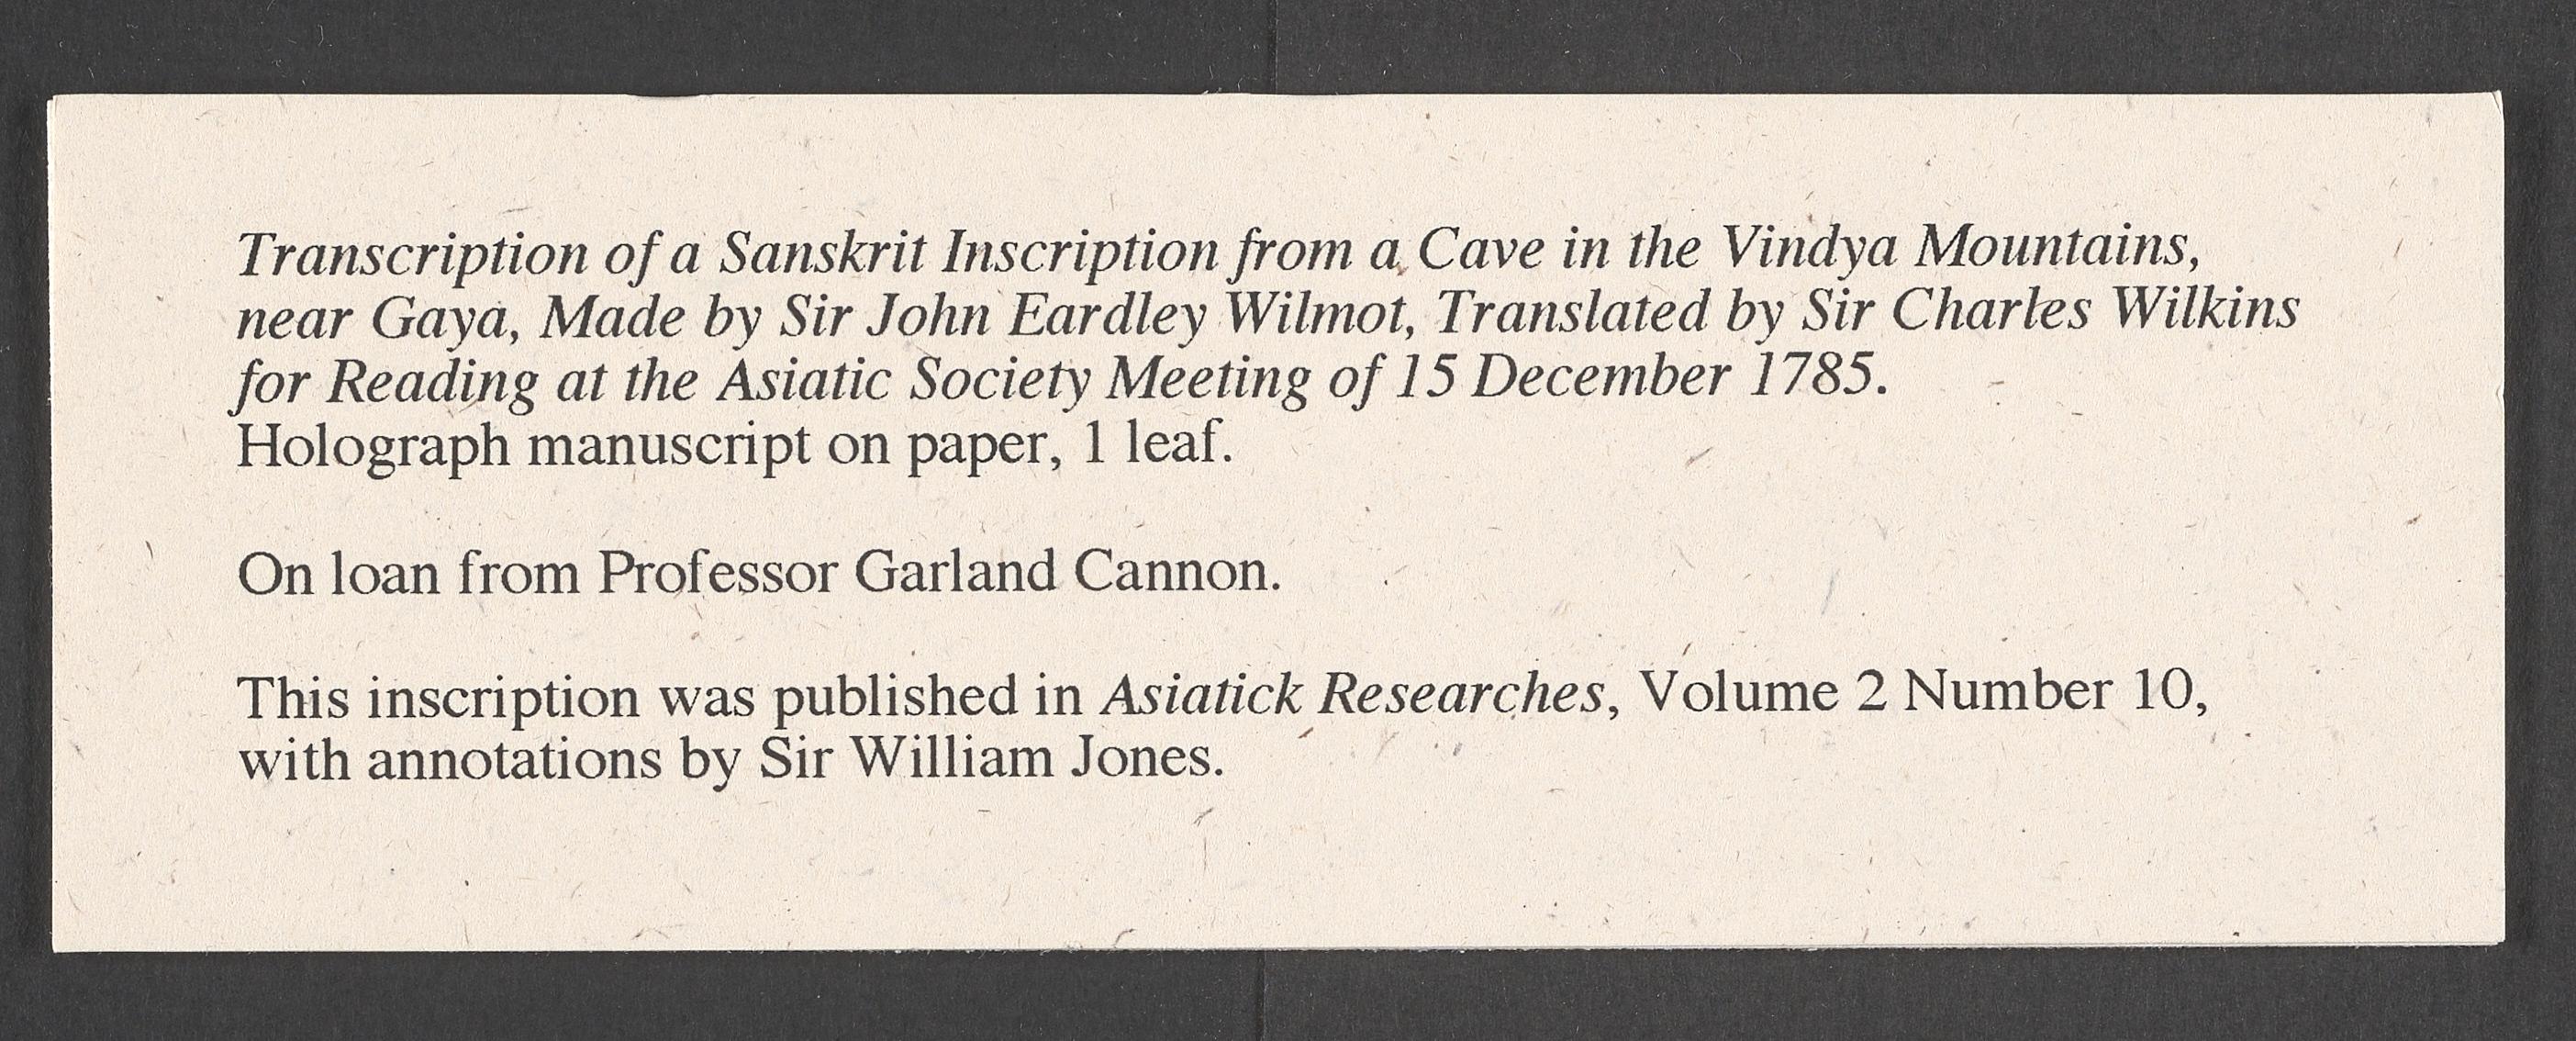 Transcription of a Sanskrit Inscription from a Cave in the Vindya Mountains,
near Gaya, Made by Sir John Eardley Wilmot, Translated by Sir Charles Wilkins
for Reading at the Asiatic Society Meeting of 15 December 1785.
Holograph manuscript on paper, 1 leaf.
On loan from Professor Garland Cannon.
This inscription was published in Asiatick Researches, Volume 2 Number 10,
with annotations by Sir William Jones.